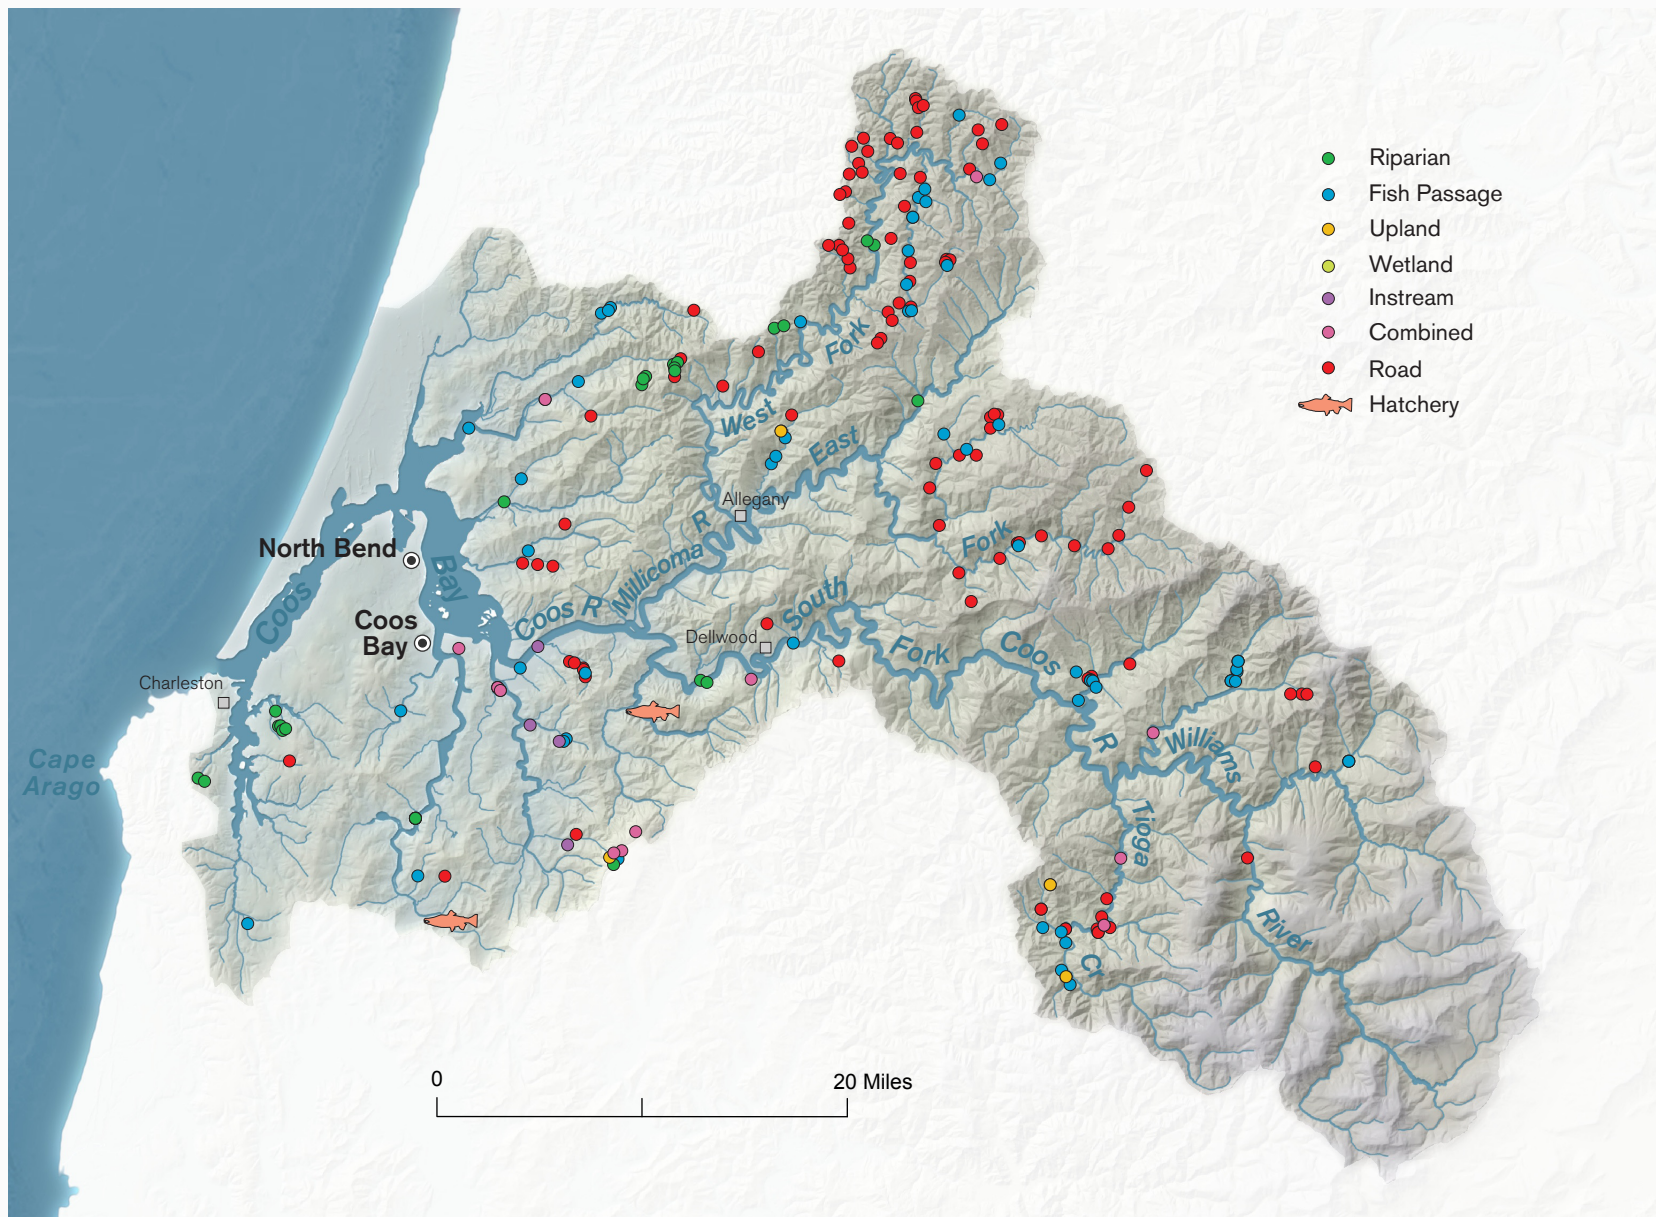 Riparian
Fish Passage
Upland
Wetland
Instream
Combined
Road
Hatchery
West
Fork
East
Fork
Allegany
North Bend
Coos
Bay
Coos
Bay
Coos R
Millicoma R
Dellwood
South
Fork
Coos
R
Charleston
Cape
Arago
Williams
River
Tioga
Cr
0
20 Miles